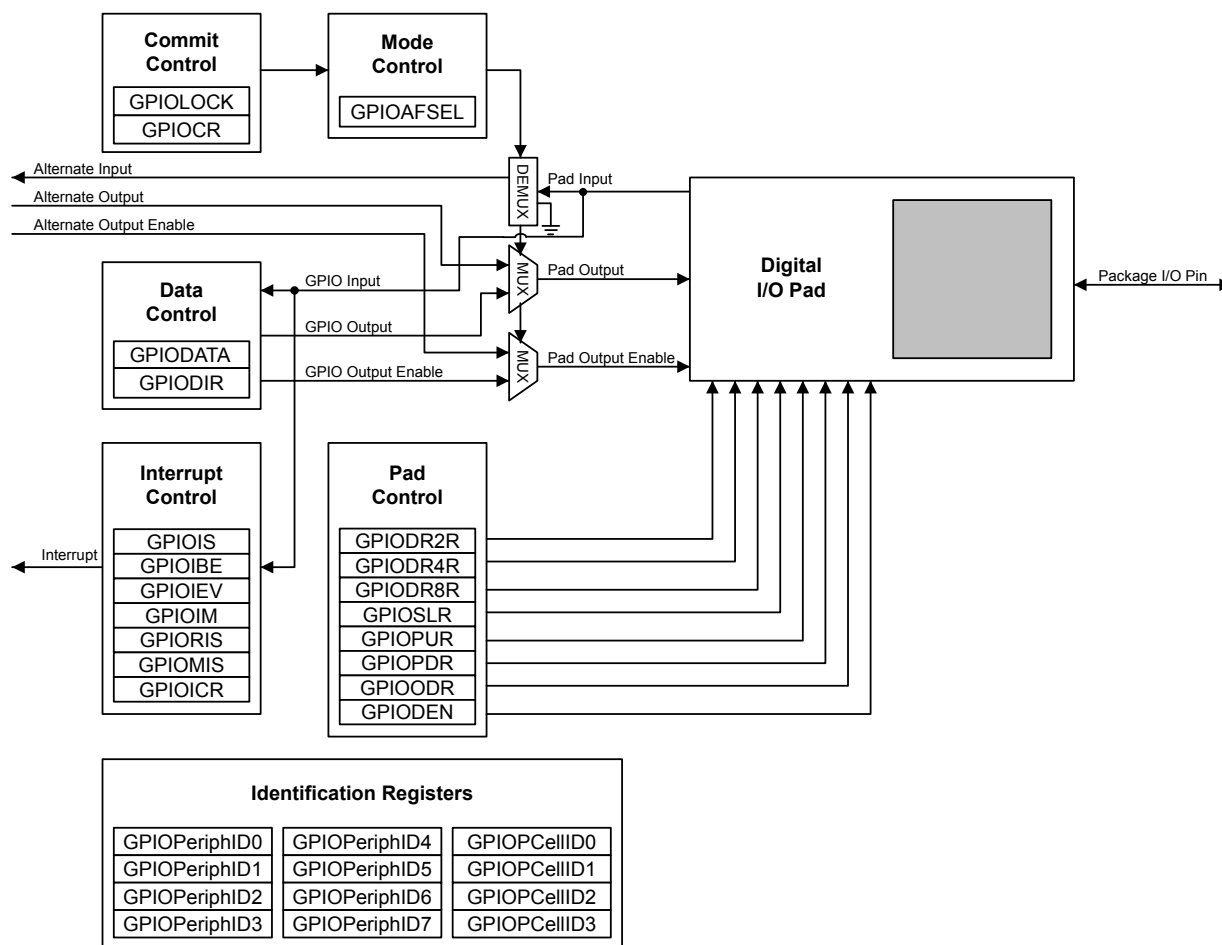 Commit
Control
GPIOLOCK
GPIOCR
Mode
Control
GPIOAFSEL
Alternate Input
Alternate Output
Alternate Output Enable
DEMUX
Pad Input
MUX
Pad Output
MUX
Pad Output Enable
Digital
I/O Pad
Package I/O Pin
Data
Control
GPIODATA
GPIODIR
GPIO Input
GPIO Output
GPIO Output Enable
Interrupt
Control
GPIOIS
GPIOIBE
GPIOIEV
GPIOIM
GPIORIS
GPIOMIS
GPIOICR
Interrupt
Pad
Control
GPIODR2R
GPIODR4R
GPIODR8R
GPIOSLR
GPIOPUR
GPIOPDR
GPIOODR
GPIODEN
Identification Registers
GPIOPeriphID0
GPIOPeriphID1
GPIOPeriphID2
GPIOPeriphID3
GPIOPeriphID4
GPIOPeriphID5
GPIOPeriphID6
GPIOPeriphID7
GPIOPCellID0
GPIOPCellID1
GPIOPCellID2
GPIOPCellID3